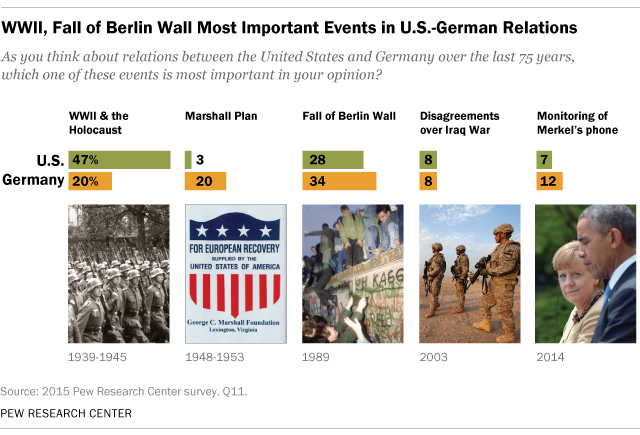 WWII, Fall of Berlin Wall Most Important Events in U.S.-German Relations
As you think about relations between the United States and Germany over the last 75 years,
which one of these events is most important in your opinion?
WWII & the
Holocaust
Marshall Plan
Fall of Berlin Wall
Disagreements
over Iraq War
Monitoring of
Merkel's phone
U.S. 47% 3 28 8 7
Germany 20% 20 34 8 12
FOR EUROPEAN RECOVERY
SUPPLIED BY THE
UNITED STATES OF AMERICA
George C. Marshall Foundation
Lexington, Virginia
1939-1945 1948-1953 1989 2003 2014
Source: 2015 Pew Research Center survey. Q11.
PEW RESEARCH CENTER